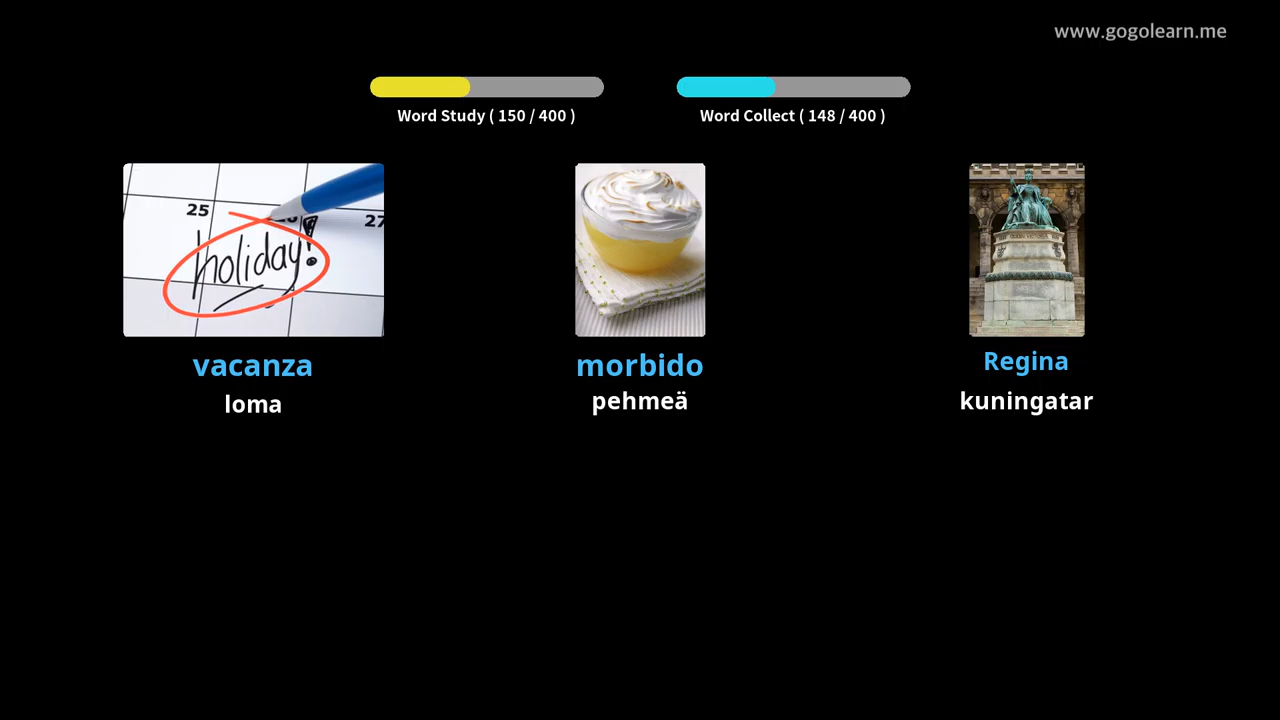 www.gogolearn.me
Word Study ( 150 / 400 )
Word Collect ( 148 / 400 )
25
27
holiday!
vacanza
morbido
Regina
loma
pehmeä
kuningatar